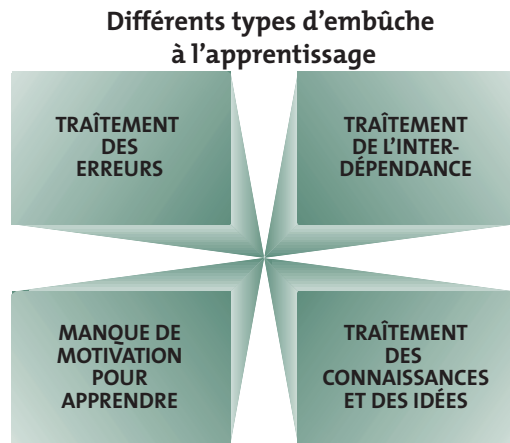 Différents types d’embûche
à l’apprentissage
TRAÎTEMENT
DES
ERREURS
TRAÎTEMENT
DE L’INTER-
DÉPENDANCE
MANQUE DE
MOTIVATION
POUR
APPRENDRE
TRAÎTEMENT
DES
CONNAISSANCES
ET DES IDÉES